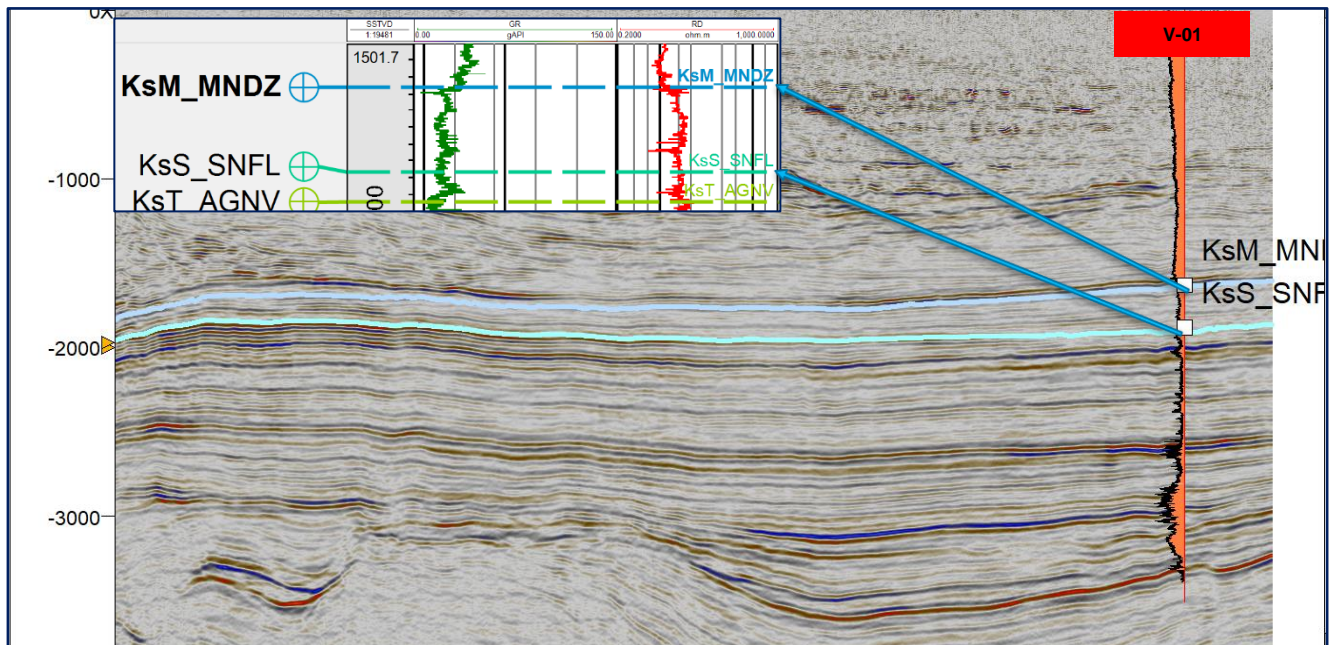 0X
SSTVD
1:19481
GR
0.00 gAPI 150.00
RD
0.2000 ohm m 1,000.0000
V-01
1501.7
KsM_MNDZ
KsM_MNDZ
KsS_SNFL
KsS_SNFL
KsT_AGNV
KsT_AGNV
00
-1000
KsM_MN
KsS_SNF
-2000
-3000